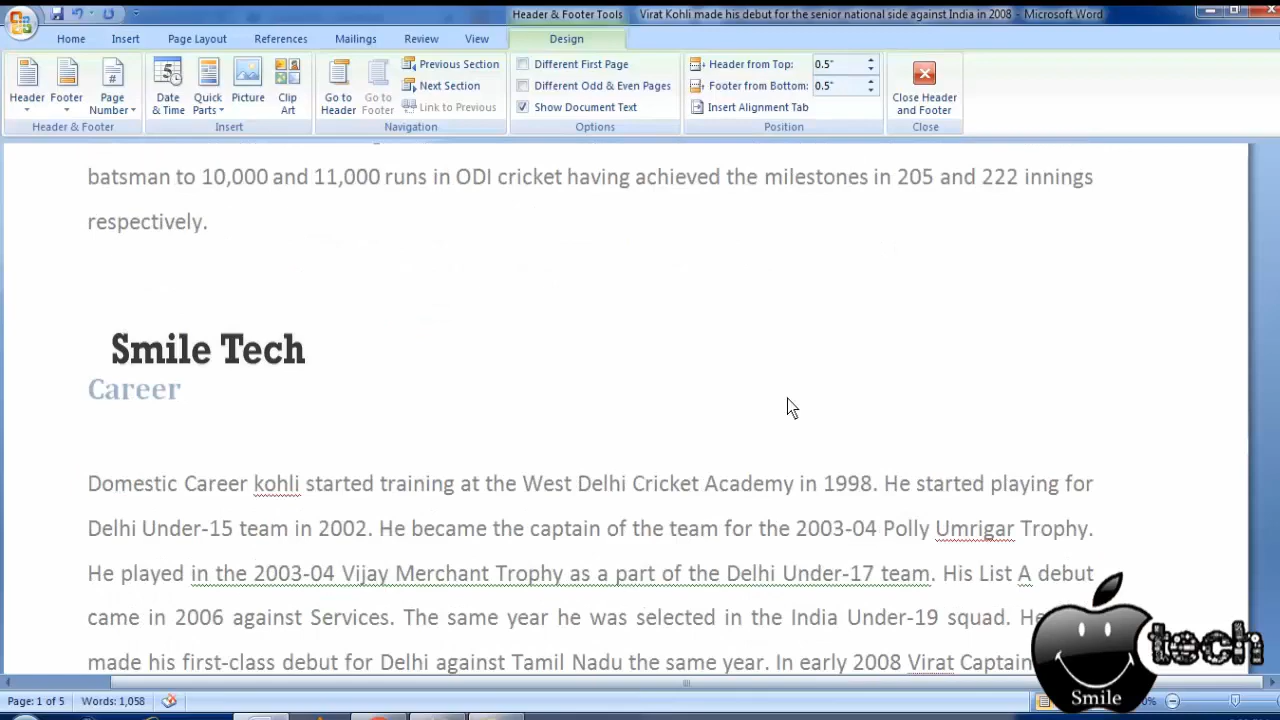 Header & Footer Tools
Virat Kohli made his debut for the senior national side against India in 2008 - Microsoft Word
Home Insert Page Layout References Mailings Review View Design
Header Footer Page Number
Header & Footer
Date & Time Quick Parts Picture Clip Art
Insert
Go to Header Go to Footer
Previous Section
Next Section
Link to Previous
Navigation
Different First Page
Different Odd & Even Pages
Show Document Text
Options
Header from Top: 0.5"
Footer from Bottom: 0.5"
Insert Alignment Tab
Position
Close Header and Footer
Close
batsman to 10,000 and 11,000 runs in ODI cricket having achieved the milestones in 205 and 222 innings
respectively.
Smile Tech
Career
Domestic Career kohli started training at the West Delhi Cricket Academy in 1998. He started playing for
Delhi Under-15 team in 2002. He became the captain of the team for the 2003-04 Polly Umrigar Trophy.
He played in the 2003-04 Vijay Merchant Trophy as a part of the Delhi Under-17 team. His List A debut
came in 2006 against Services. The same year he was selected in the India Under-19 squad. He
made his first-class debut for Delhi against Tamil Nadu the same year. In early 2008 Virat Captain
tech
Smile
Page: 1 of 5 Words: 1,058